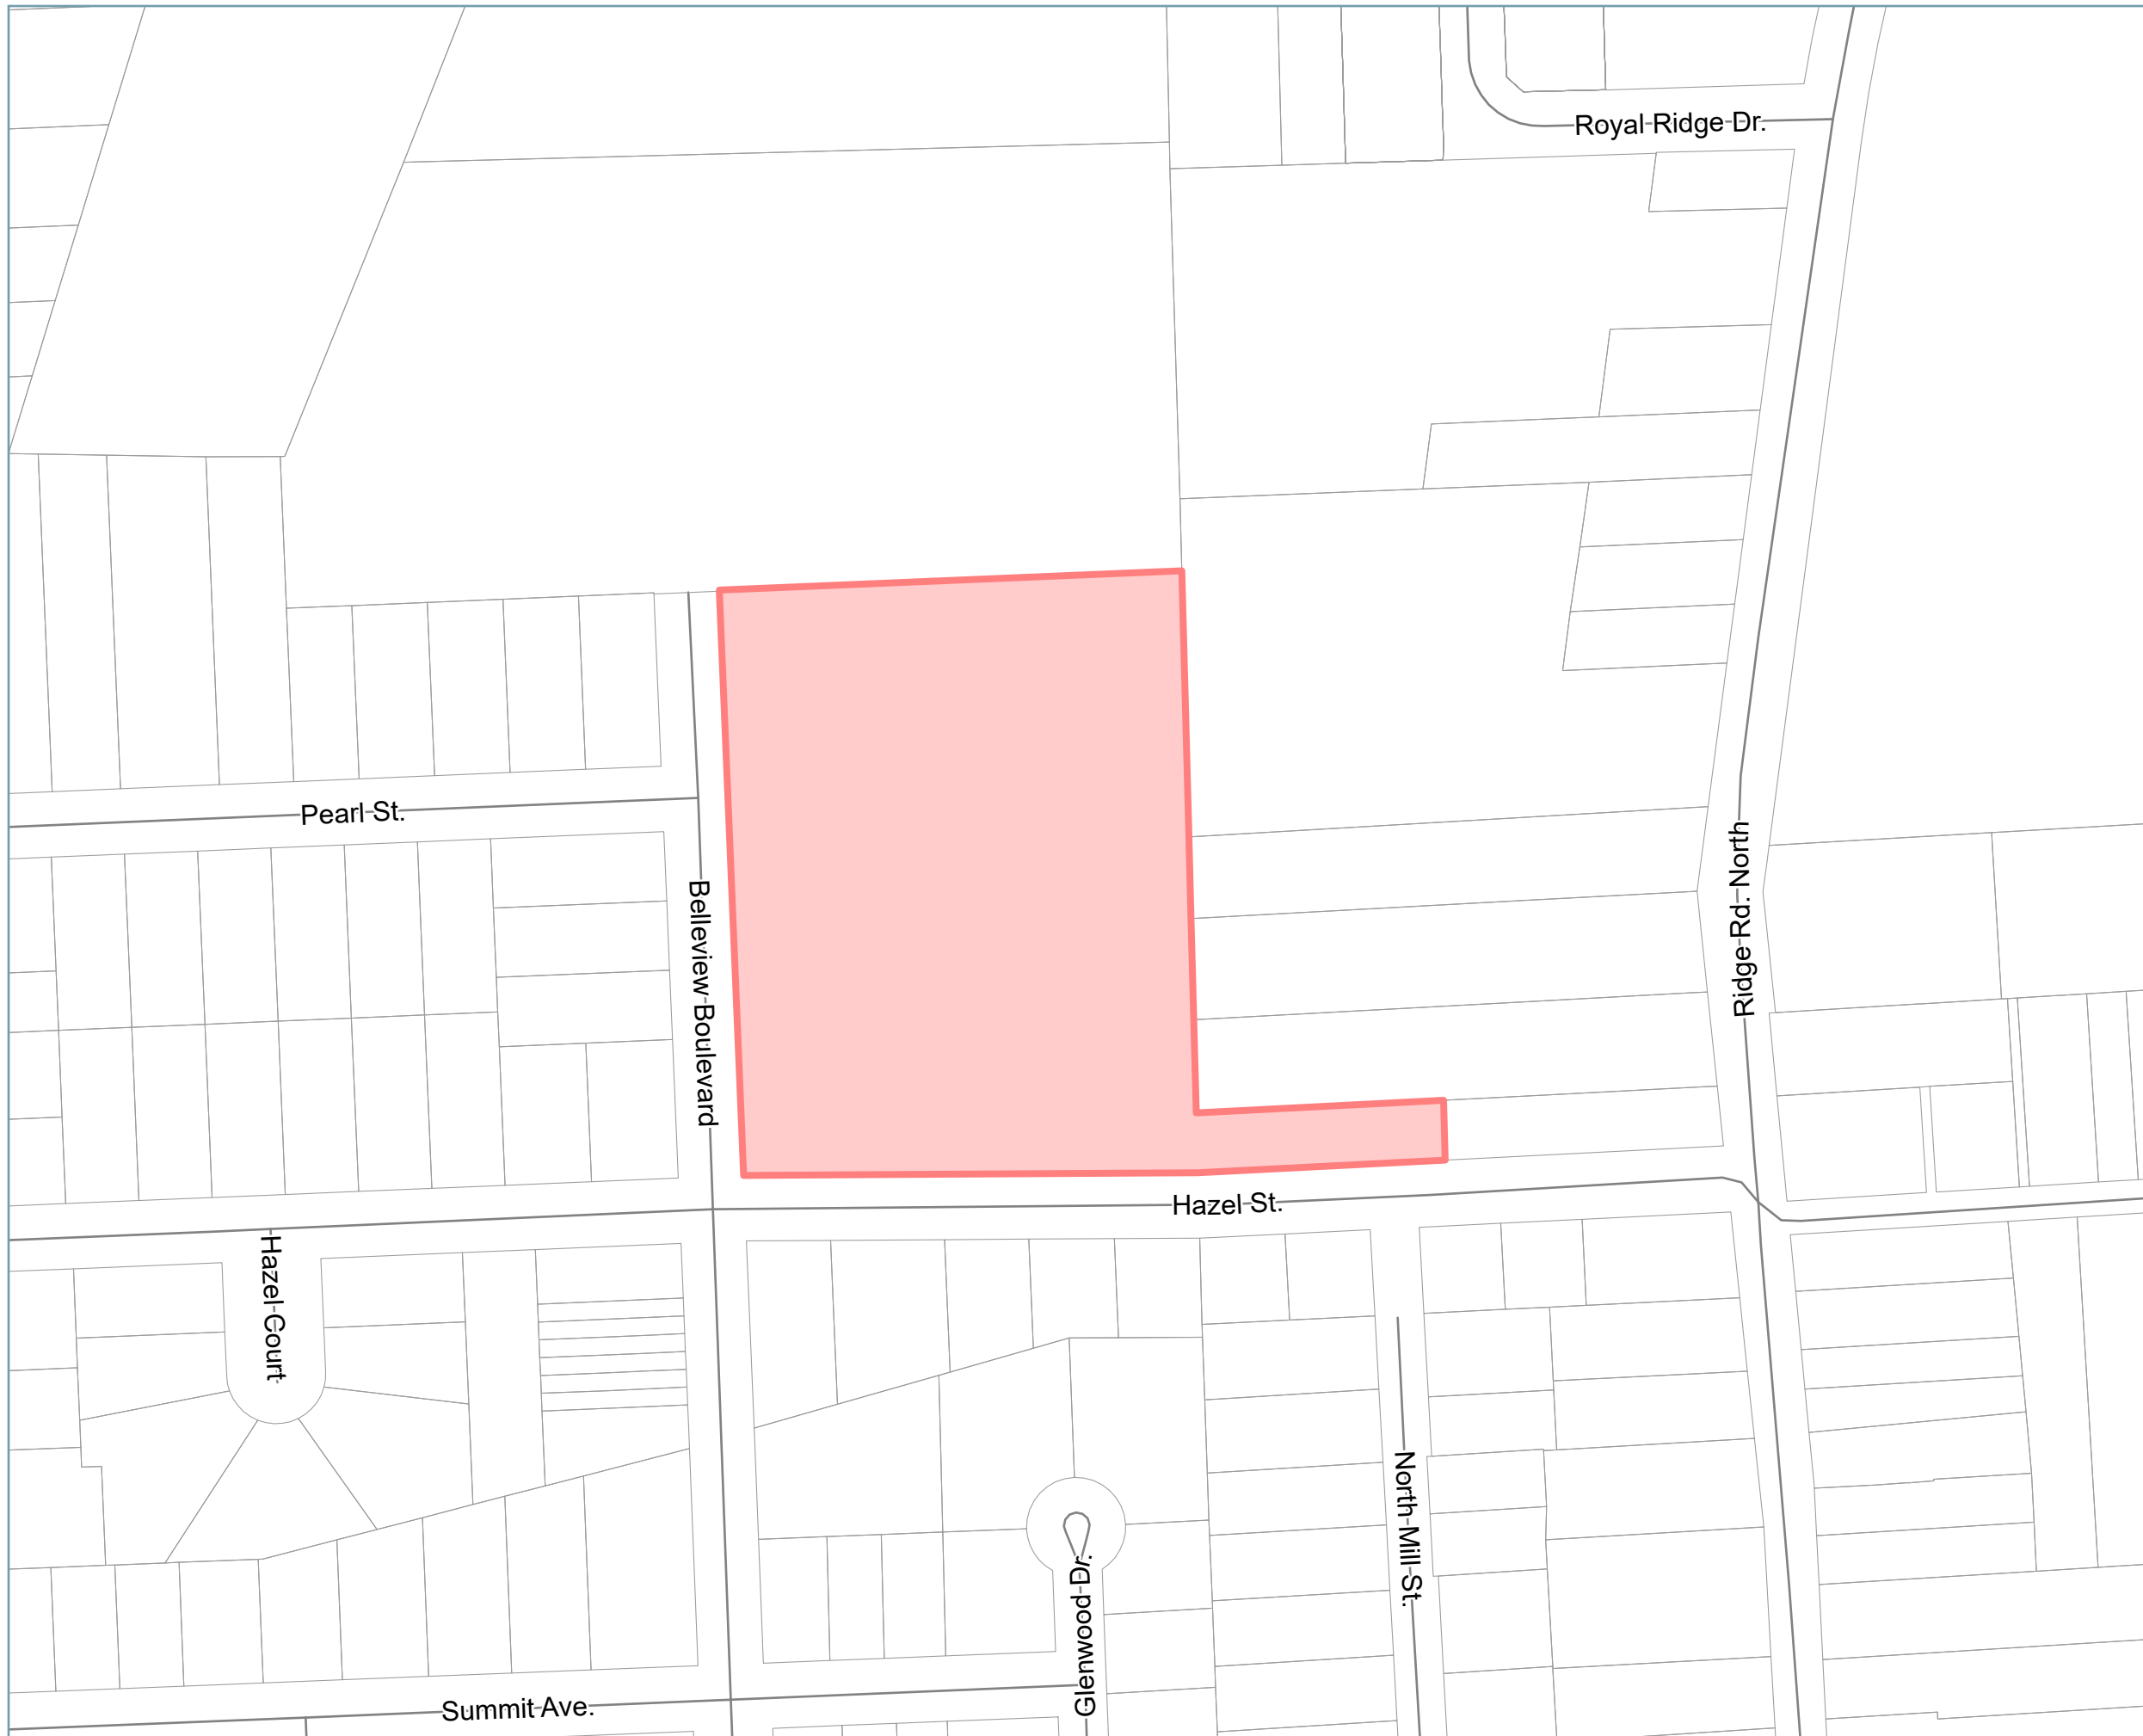 Royal Ridge Dr.
Pearl St.
Belleview Boulevard
Ridge Rd. North
Hazel St.
Hazel Court
North Mill St.
Glenwood Dr.
Summit Ave.